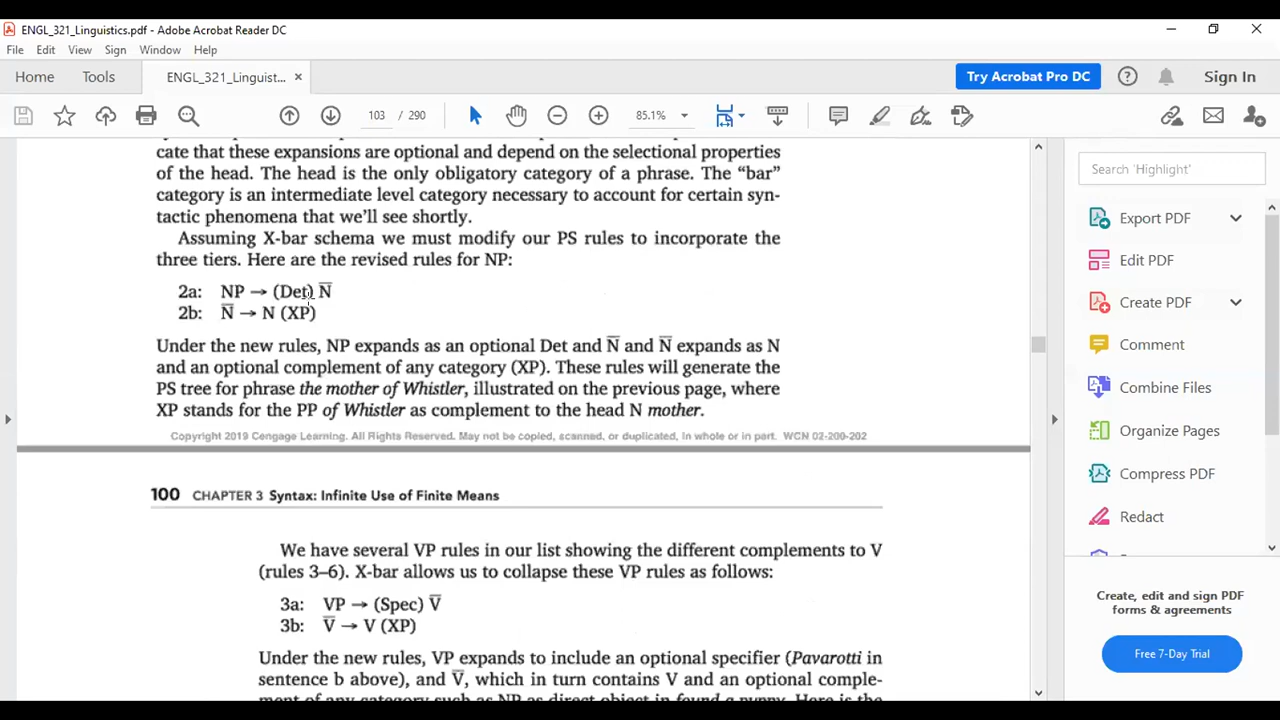 ENGL_321_Linguistics.pdf - Adobe Acrobat Reader DC
File Edit View Sign Window Help
Home Tools ENGL_321_Linguist... × Try Acrobat Pro DC Sign In
103 / 290 85.1%
cate that these expansions are optional and depend on the selectional properties
of the head. The head is the only obligatory category of a phrase. The “bar”
category is an intermediate level category necessary to account for certain syn-
tactic phenomena that we’ll see shortly.
Assuming X-bar schema we must modify our PS rules to incorporate the
three tiers. Here are the revised rules for NP:
2a: NP → (Det) N̅
2b: N̅ → N (XP)
Under the new rules, NP expands as an optional Det and N̅ and N̅ expands as N
and an optional complement of any category (XP). These rules will generate the
PS tree for phrase the mother of Whistler, illustrated on the previous page, where
XP stands for the PP of Whistler as complement to the head N mother.
Copyright 2019 Cengage Learning. All Rights Reserved. May not be copied, scanned, or duplicated, in whole or in part. WCN 02-200-202
100 CHAPTER 3 Syntax: Infinite Use of Finite Means
We have several VP rules in our list showing the different complements to V
(rules 3–6). X-bar allows us to collapse these VP rules as follows:
3a: VP → (Spec) V̅
3b: V̅ → V (XP)
Under the new rules, VP expands to include an optional specifier (Pavarotti in
sentence b above), and V̅, which in turn contains V and an optional comple-
ment of any category such as NP as direct object in found a puppy. Here is the
Search 'Highlight'
Export PDF
Edit PDF
Create PDF
Comment
Combine Files
Organize Pages
Compress PDF
Redact
Create, edit and sign PDF
forms & agreements
Free 7-Day Trial